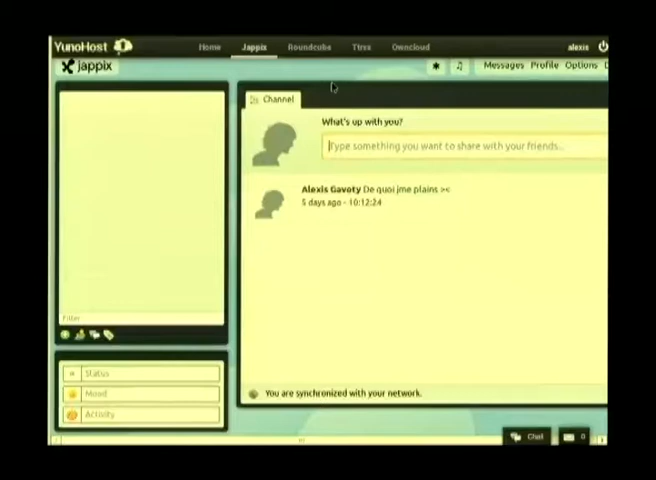 YunoHost Home Jappix Roundcube Ttrss Owncloud alexis
jappix Messages Profile Options
Channel
What's up with you?
Type something you want to share with your friends...
Alexis Gavoty De quoi jme plains ><
5 days ago - 10:12:24
Filter
Status
Mood
Activity
You are synchronized with your network.
Chat 0